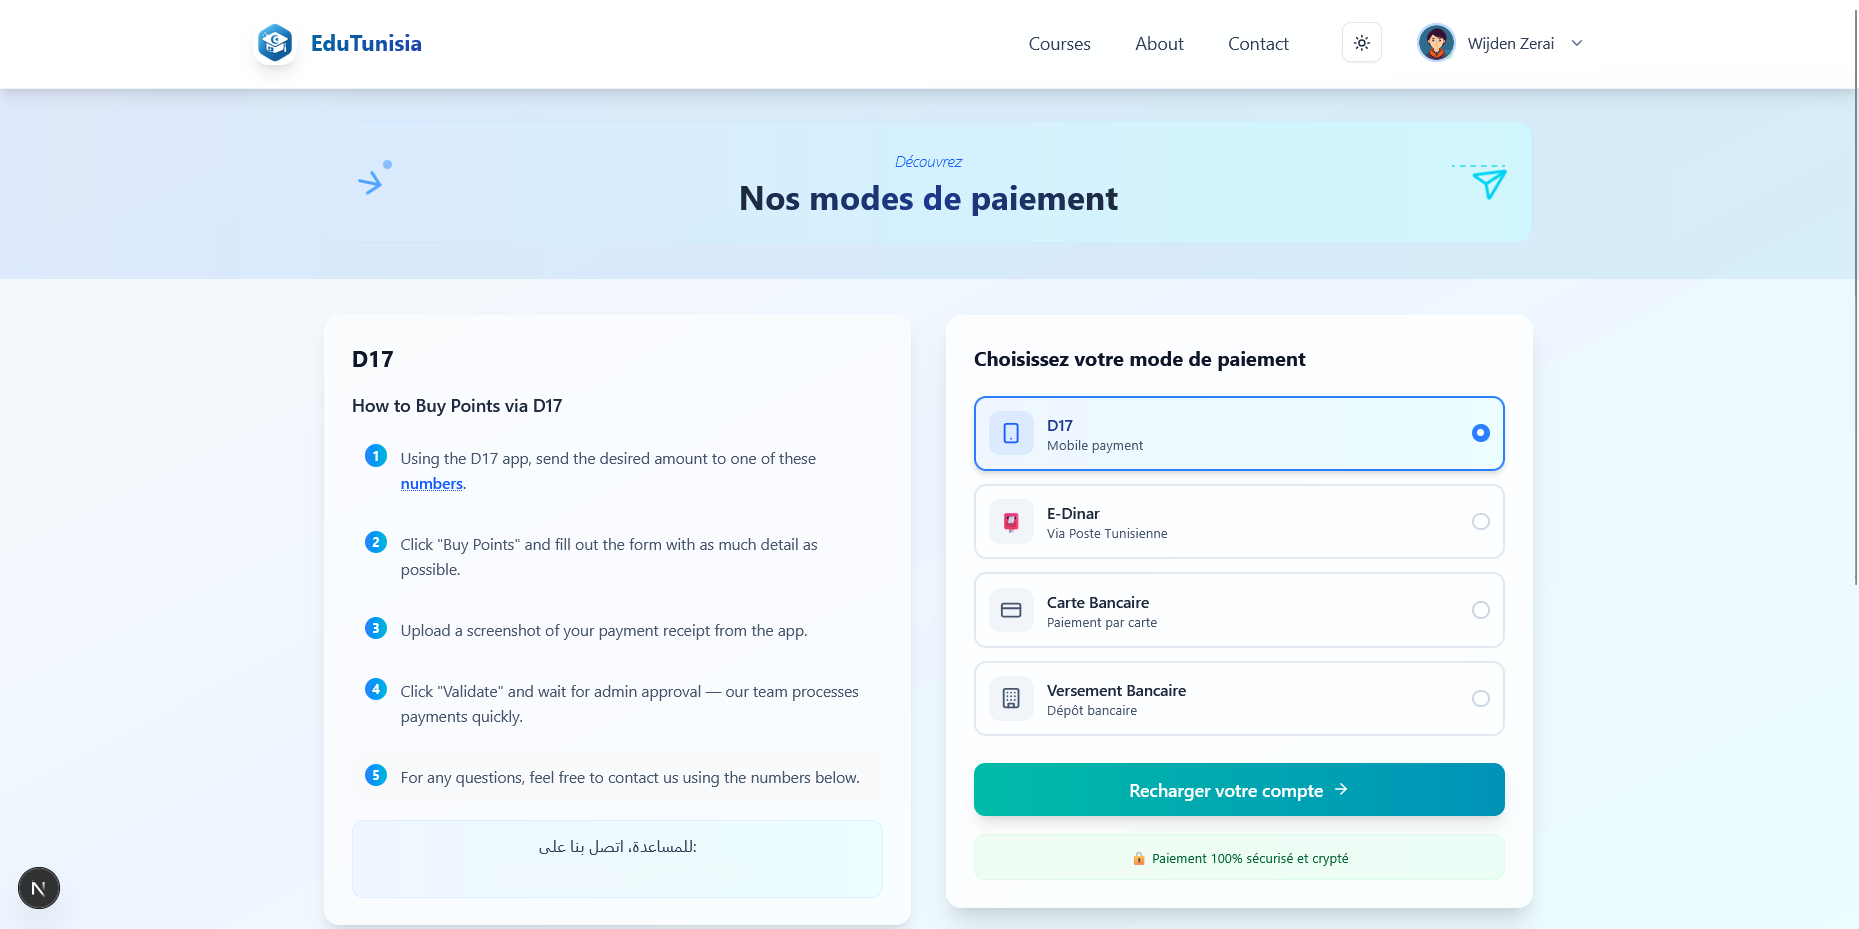 EduTunisia
Courses
About
Contact
Wijden Zerai
Découvrez
Nos modes de paiement
D17
How to Buy Points via D17
1
Using the D17 app, send the desired amount to one of these
numbers.
2
Click "Buy Points" and fill out the form with as much detail as
possible.
3
Upload a screenshot of your payment receipt from the app.
4
Click "Validate" and wait for admin approval — our team processes
payments quickly.
5
For any questions, feel free to contact us using the numbers below.
للمساعدة، اتصل بنا على:
Choisissez votre mode de paiement
D17
Mobile payment
E-Dinar
Via Poste Tunisienne
Carte Bancaire
Paiement par carte
Versement Bancaire
Dépôt bancaire
Recharger votre compte →
🔒 Paiement 100% sécurisé et crypté
N